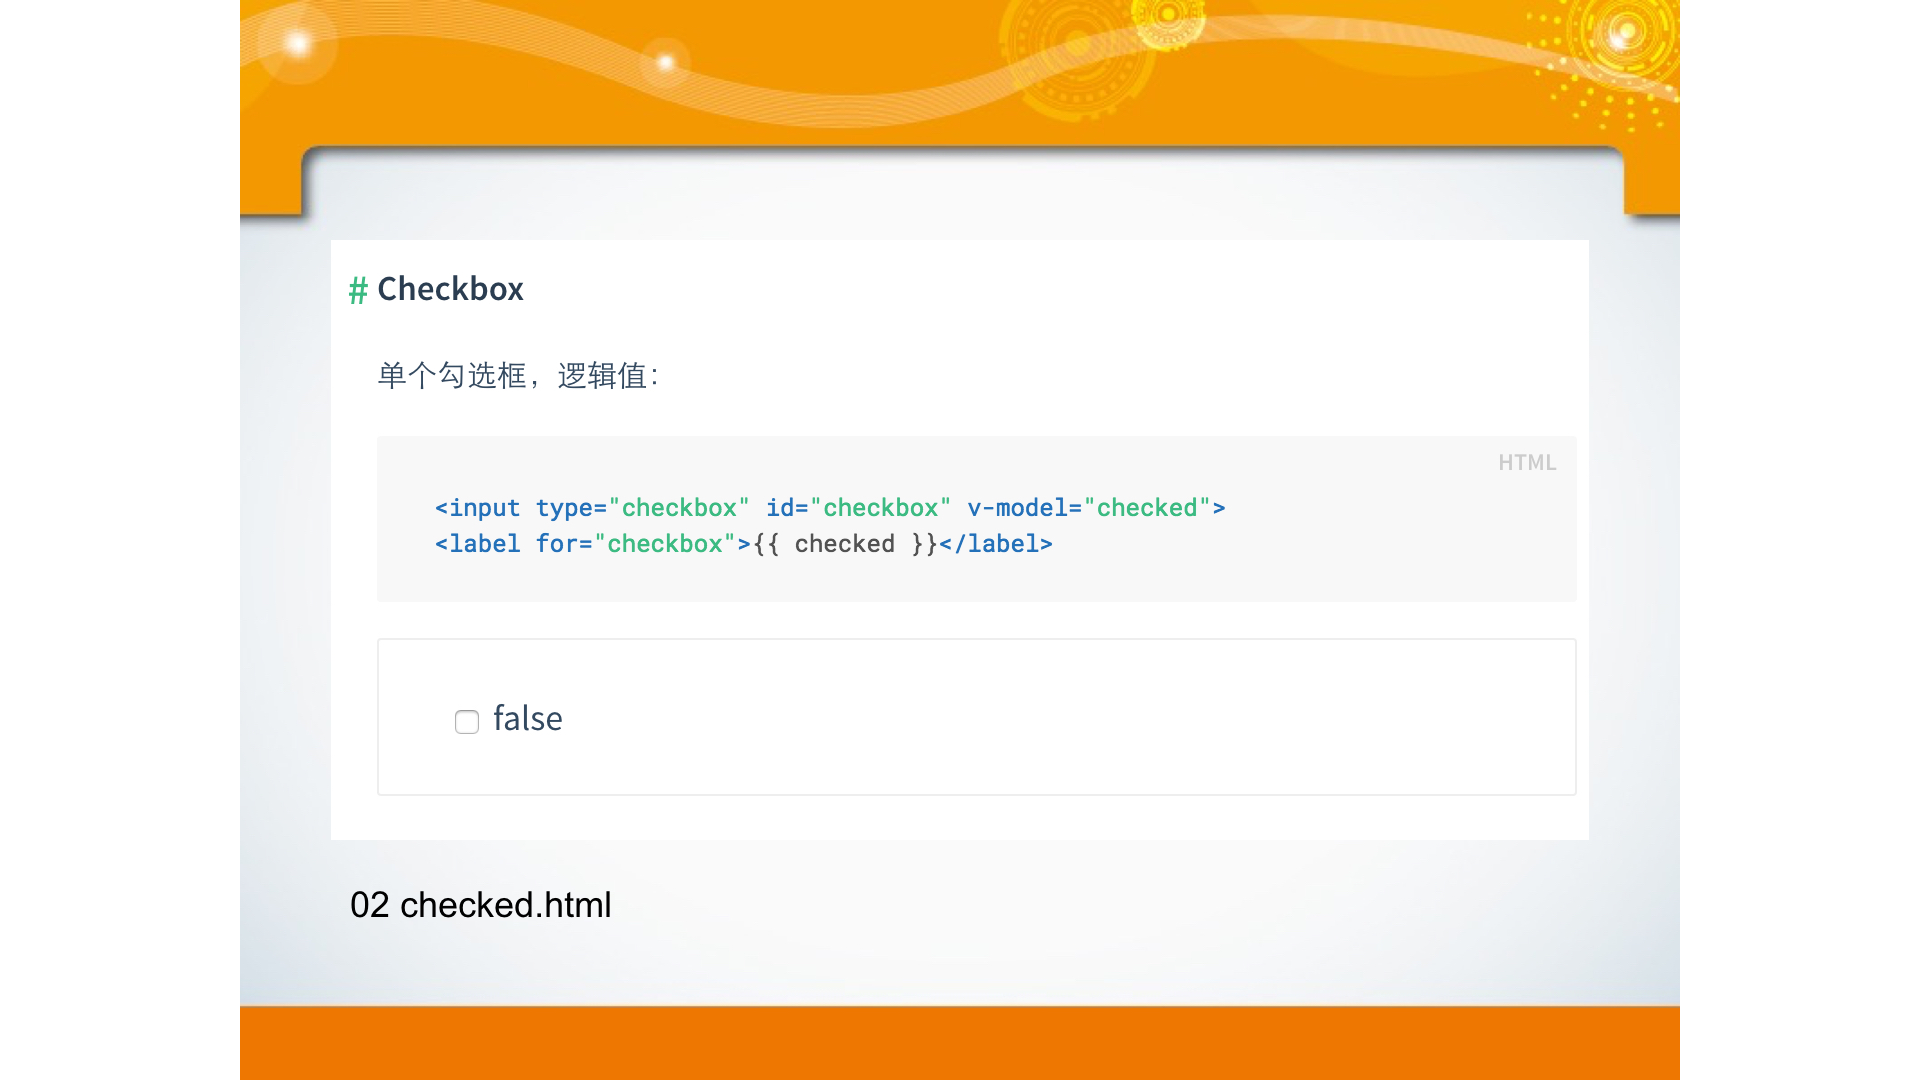 # Checkbox
单个勾选框，逻辑值：
HTML
<input type="checkbox" id="checkbox" v-model="checked">
<label for="checkbox">{{ checked }}</label>
false
02 checked.html